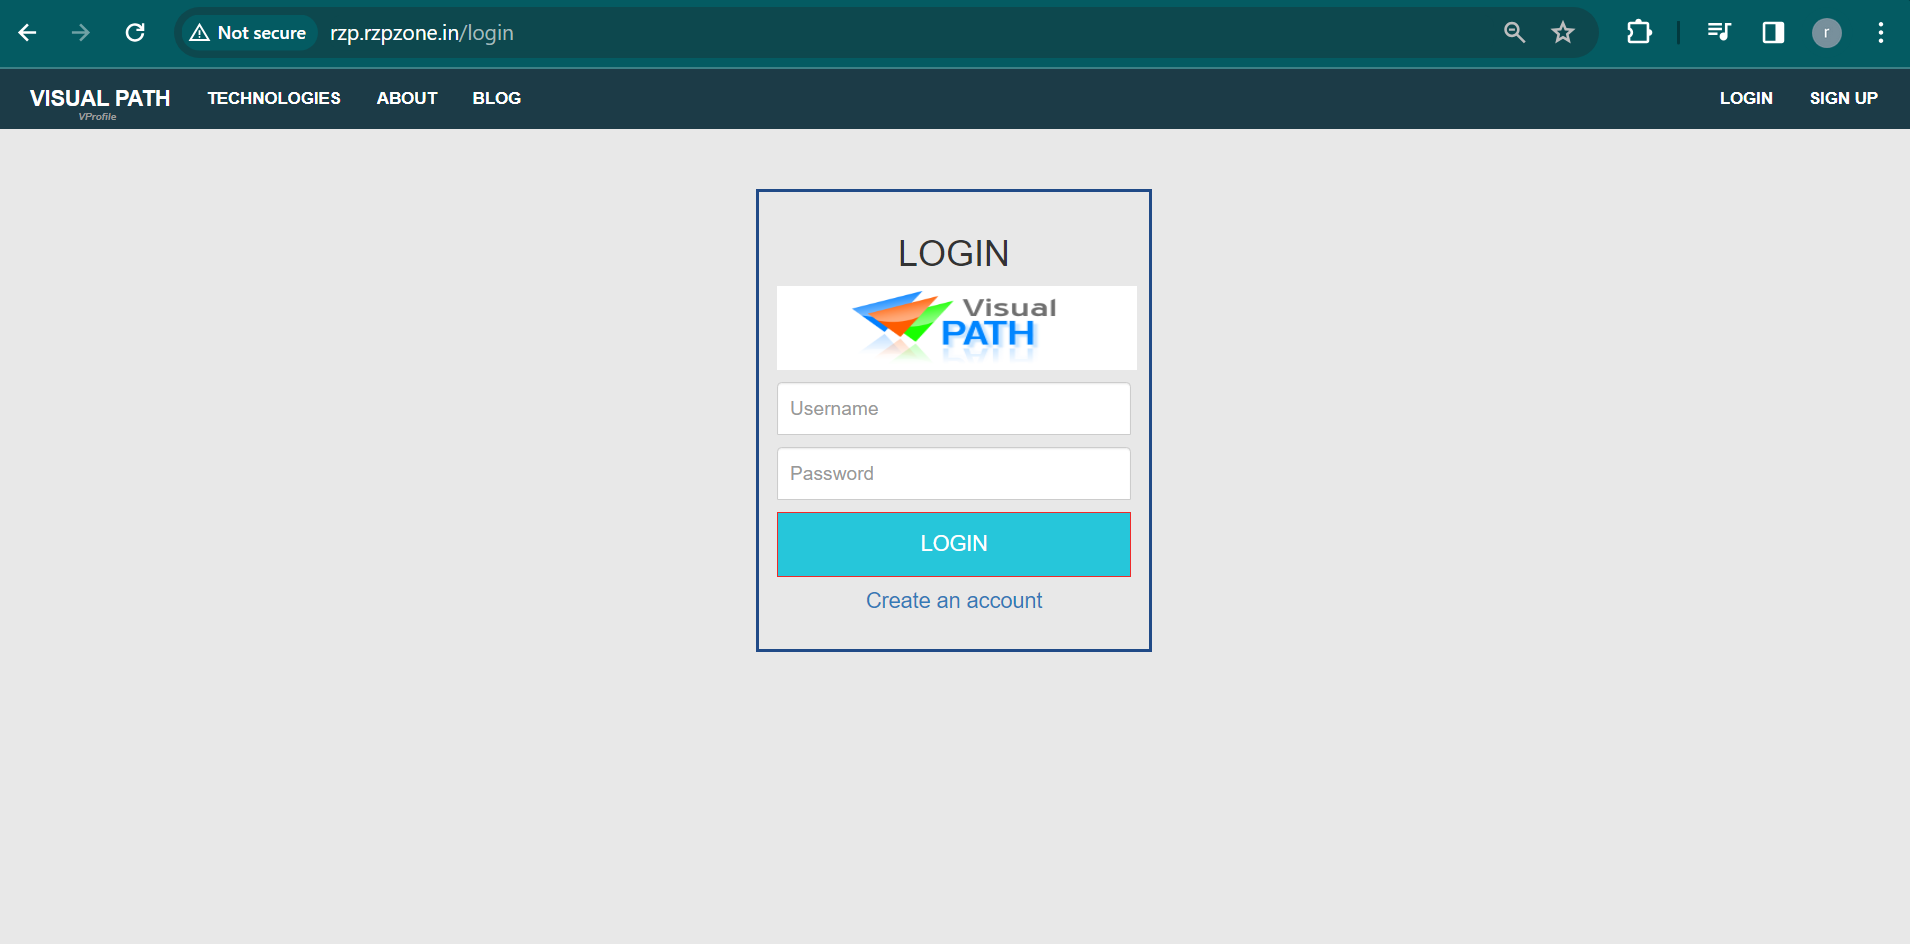 Not secure rzp.rzpzone.in/login r
VISUAL PATH TECHNOLOGIES ABOUT BLOG LOGIN SIGN UP
VProfile
LOGIN
Visual
PATH
Username
Password
LOGIN
Create an account